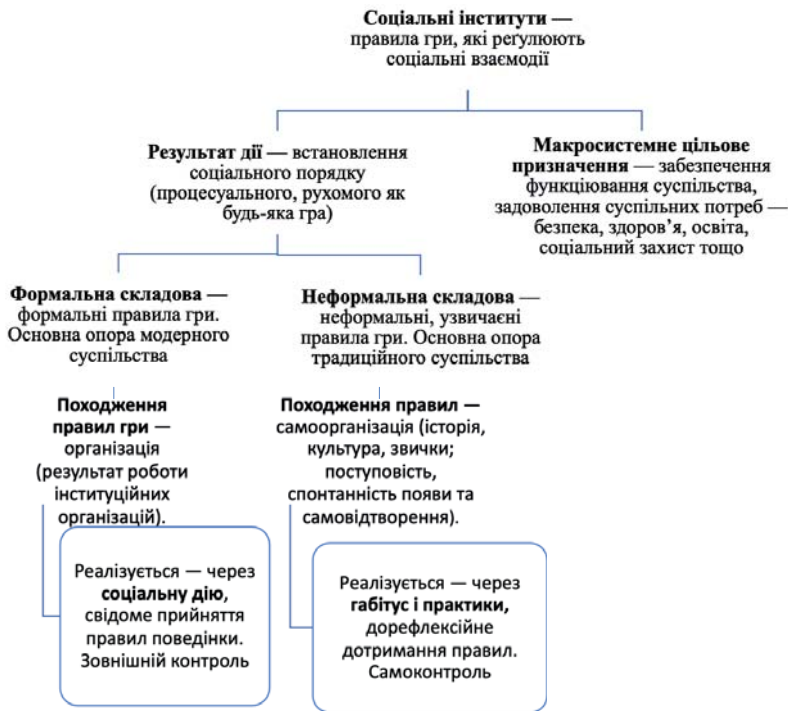 Соціальні інститути —
правила гри, які реґулюють
соціальні взаємодії
Результат дії — встановлення
соціального порядку
(процесуального, рухомого як
будь-яка гра)
Макросистемне цільове
призначення — забезпечення
функціювання суспільства,
задоволення суспільних потреб —
безпека, здоров’я, освіта,
соціальний захист тощо
Формальна складова —
формальні правила гри.
Основна опора модерного
суспільства
Неформальна складова —
неформальні, узвичаєні
правила гри. Основна опора
традиційного суспільства
Походження
правил гри —
організація
(результат роботи
інституційних
організацій).
Походження правил —
самоорганізація (історія,
культура, звички;
поступовість,
спонтанність появи та
самовідтворення).
Реалізується — через
соціальну дію,
свідоме прийняття
правил поведінки.
Зовнішній контроль
Реалізується — через
габітус і практики,
дорефлексійне
дотримання правил.
Самоконтроль